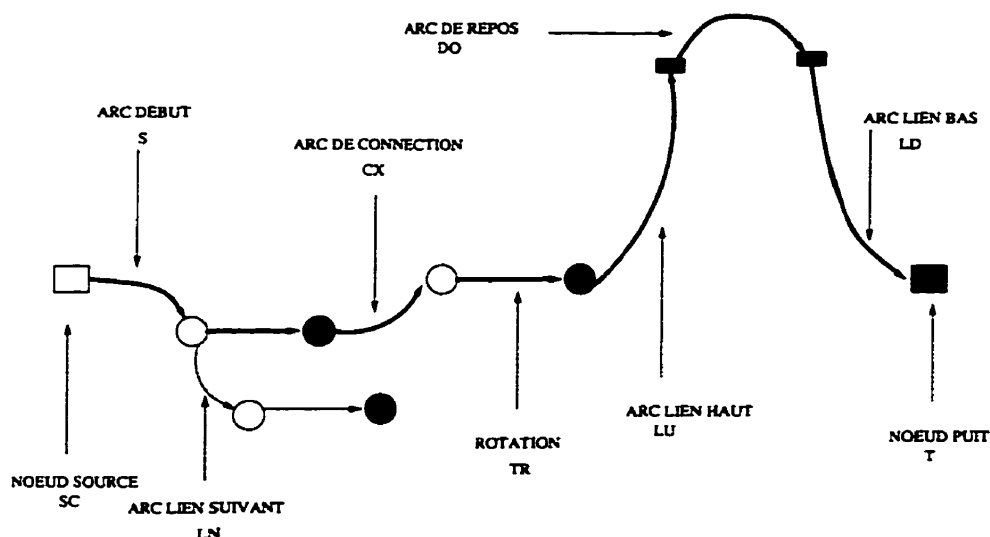 ARC DE REPOS
DO
ARC DEBUT
S
ARC DE CONNECTION
CX
ARC LIEN BAS
LD
ARC LIEN HAUT
LU
NOEUD PUIT
T
ROTATION
TR
NOEUD SOURCE
SC
ARC LIEN SUIVANT
LN